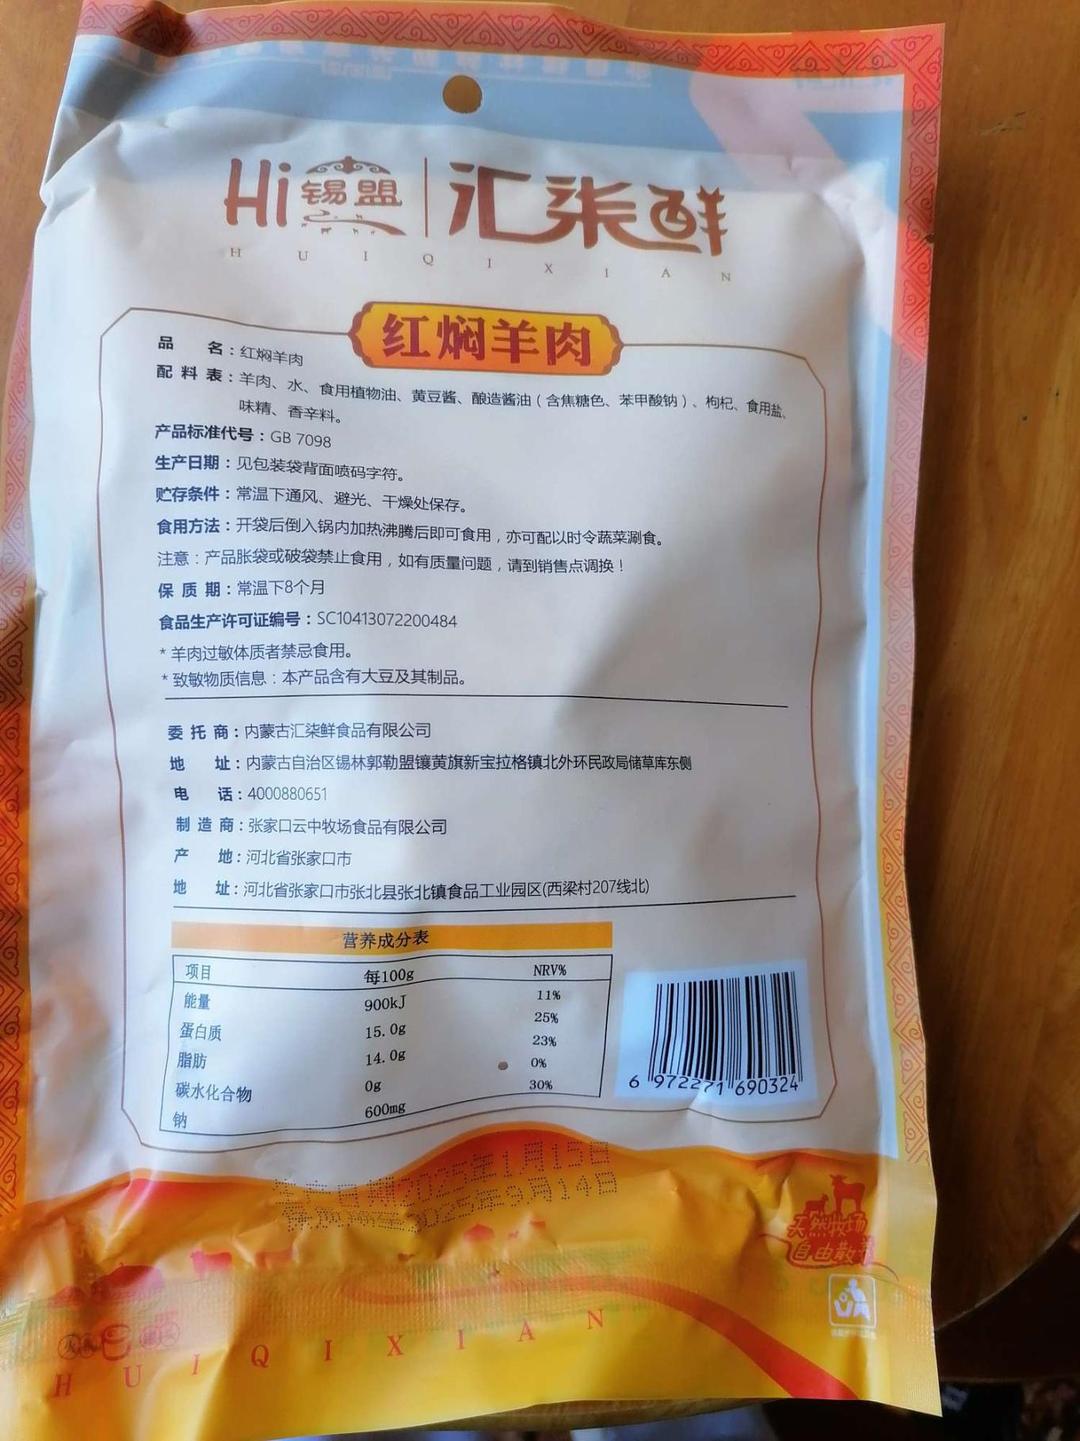 Hi 锡盟 汇柒鲜
HUIQIXIAN
红焖羊肉
品名：红焖羊肉
配料表：羊肉、水、食用植物油、黄豆酱、酿造酱油（含焦糖色、苯甲酸钠）、枸杞、食用盐、
味精、香辛料。
产品标准代号：GB 7098
生产日期：见包装袋背面喷码字符。
贮存条件：常温下通风、避光、干燥处保存。
食用方法：开袋后倒入锅内加热沸腾后即可食用，亦可配以时令蔬菜涮食。
注意：产品胀袋或破袋禁止食用，如有质量问题，请到销售点调换！
保质期：常温下8个月
食品生产许可证编号：SC10413072200484
*羊肉过敏体质者禁忌食用。
*致敏物质信息：本产品含有大豆及其制品。
委托商：内蒙古汇柒鲜食品有限公司
地址：内蒙古自治区锡林郭勒盟镶黄旗新宝拉格镇北外环民政局储草库东侧
电话：4000880651
制造商：张家口云中牧场食品有限公司
产地：河北省张家口市
地址：河北省张家口市张北县张北镇食品工业园区(西梁村207线北)
营养成分表
项目 每100g NRV%
能量 900kJ 11%
蛋白质 15.0g 25%
脂肪 14.0g 23%
碳水化合物 0g 0%
钠 600mg 30%
6 972271 690324
生产日期2025年1月15日
2025年9月14日
天然牧场
自由散养
HUIQIXIAN